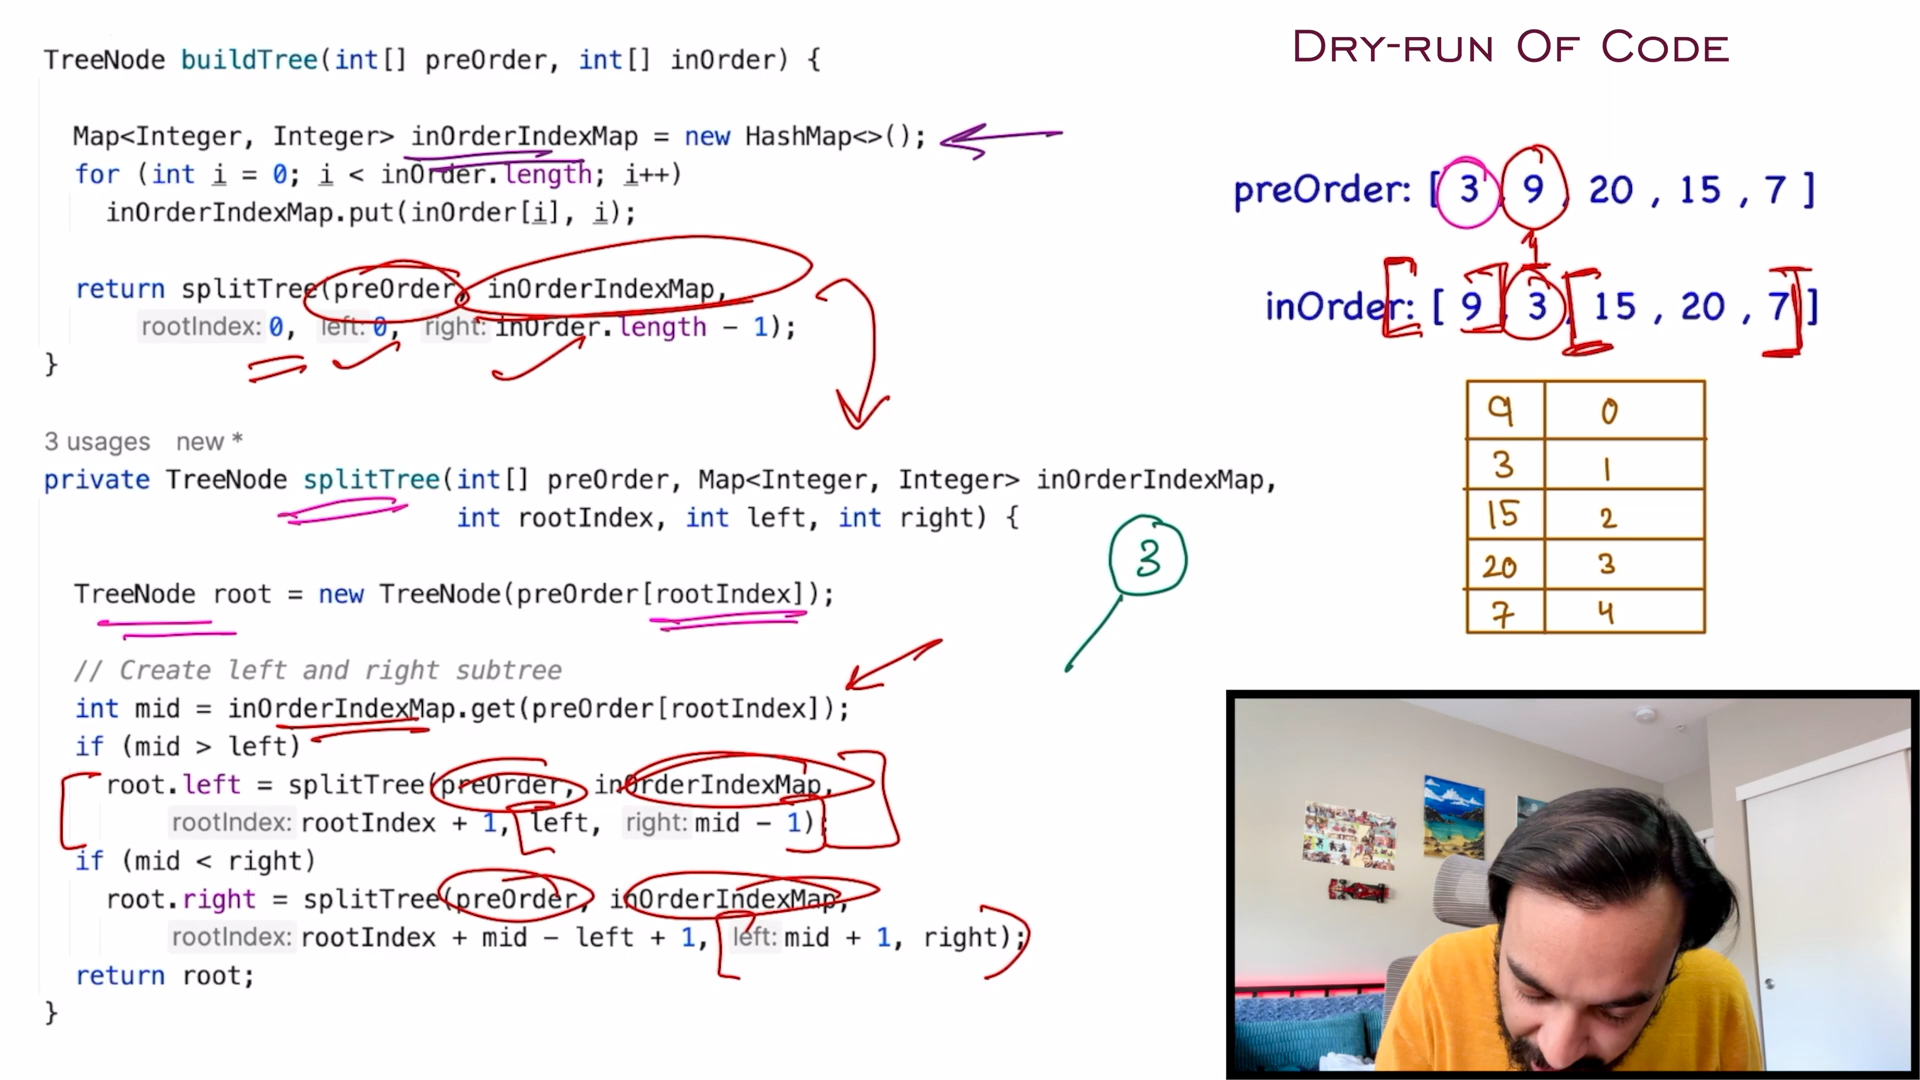 TreeNode buildTree(int[] preOrder, int[] inOrder) {
Map<Integer, Integer> inOrderIndexMap = new HashMap<>();
for (int i = 0; i < inOrder.length; i++)
inOrderIndexMap.put(inOrder[i], i);
return splitTree(preOrder, inOrderIndexMap,
rootIndex: 0, left: 0, right: inOrder.length - 1);
}
3 usages new *
private TreeNode splitTree(int[] preOrder, Map<Integer, Integer> inOrderIndexMap,
int rootIndex, int left, int right) {
TreeNode root = new TreeNode(preOrder[rootIndex]);
// Create left and right subtree
int mid = inOrderIndexMap.get(preOrder[rootIndex]);
if (mid > left)
root.left = splitTree(preOrder, inOrderIndexMap,
rootIndex: rootIndex + 1, left, right: mid - 1);
if (mid < right)
root.right = splitTree(preOrder, inOrderIndexMap,
rootIndex: rootIndex + mid - left + 1, left: mid + 1, right);
return root;
}
DRY-RUN OF CODE
preOrder: [ 3, 9, 20 , 15 , 7 ]
inOrder: [ 9, 3, 15 , 20 , 7 ]
9 0
3 1
15 2
20 3
7 4
3